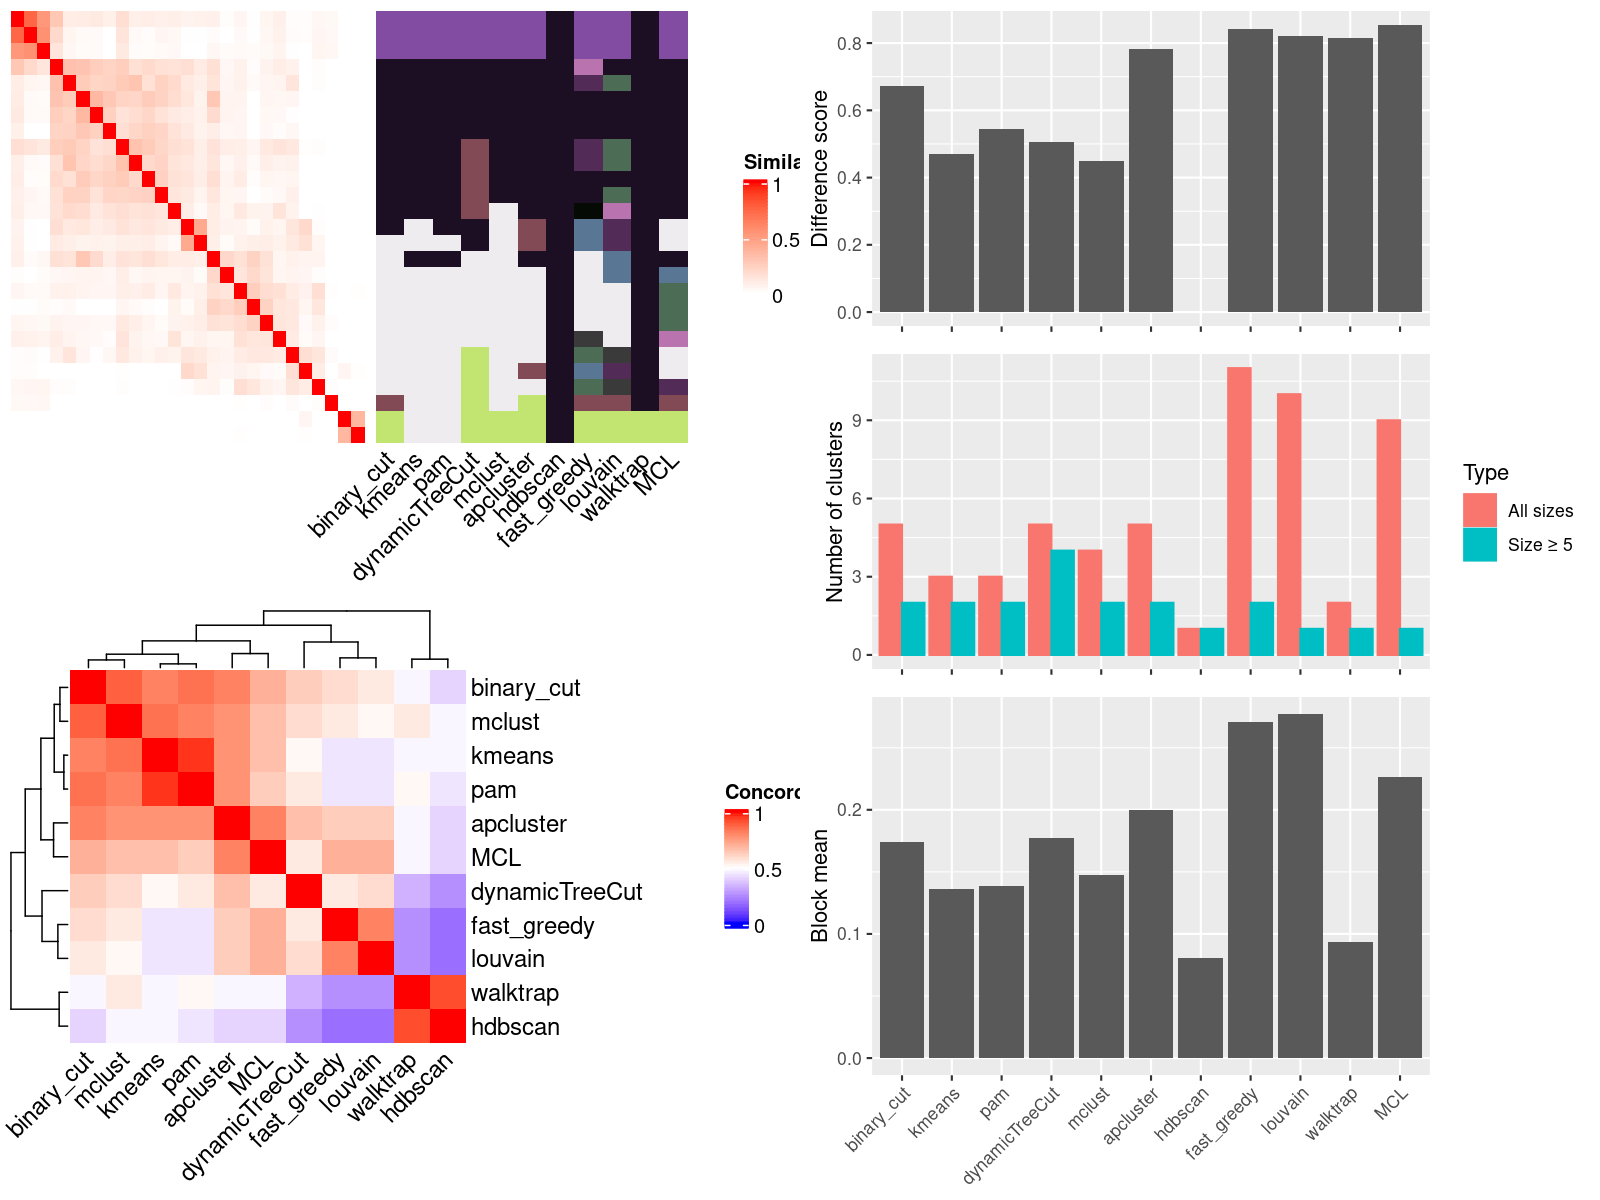 Simila
1
0.5
0
binary_cut
kmeans
pam
dynamicTreeCut
mclust
apcluster
hdbscan
fast_greedy
louvain
walktrap
MCL
binary_cut
mclust
kmeans
pam
apcluster
MCL
dynamicTreeCut
fast_greedy
louvain
walktrap
hdbscan
Concord
1
0.5
0
binary_cut
mclust
kmeans
pam
apcluster
MCL
dynamicTreeCut
fast_greedy
louvain
walktrap
hdbscan
Difference score
0.8
0.6
0.4
0.2
0.0
Number of clusters
9
6
3
0
Type
All sizes
Size ≥ 5
Block mean
0.2
0.1
0.0
binary_cut
kmeans
pam
dynamicTreeCut
mclust
apcluster
hdbscan
fast_greedy
louvain
walktrap
MCL